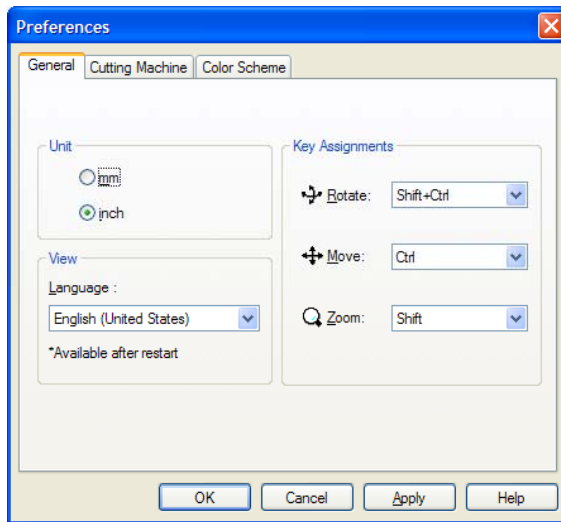 Preferences
General Cutting Machine Color Scheme
Unit
mm
inch
View
Language :
English (United States)
*Available after restart
Key Assignments
Rotate: Shift+Ctrl
Move: Ctrl
Zoom: Shift
OK Cancel Apply Help